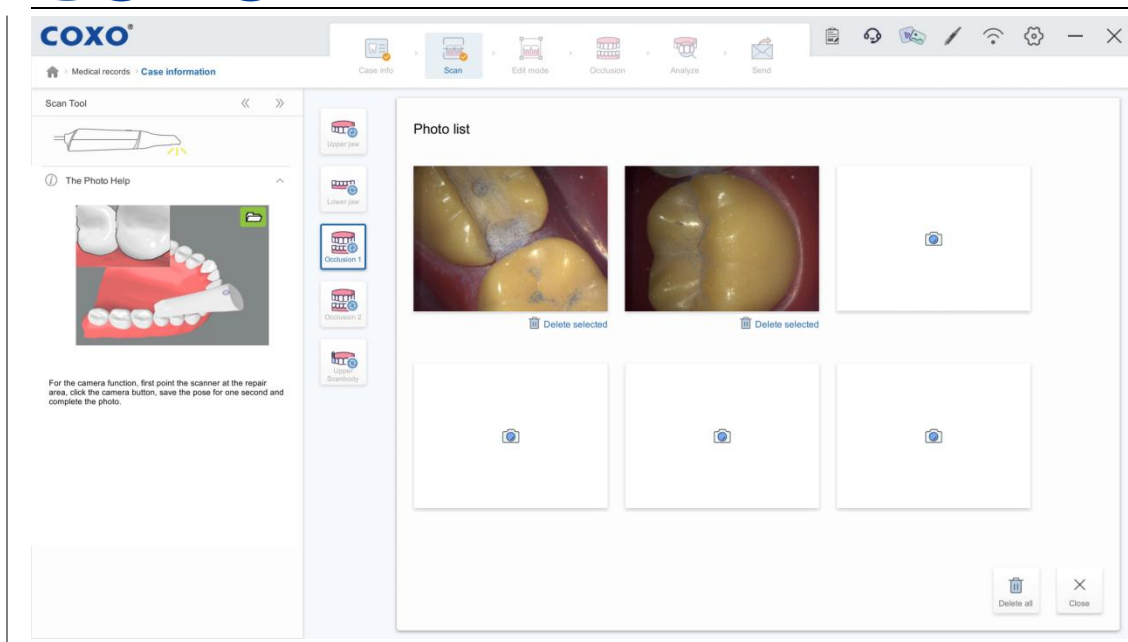 COXO®
Case info
Scan
Edit mode
Occlusion
Analyze
Send
Medical records
Case information
Scan Tool
The Photo Help
For the camera function, first point the scanner at the repair
area, click the camera button, save the pose for one second and
complete the photo.
Upper jaw
Lower jaw
Occlusion 1
Occlusion 2
Upper
Scanbody
Photo list
Delete selected
Delete selected
Delete all
Close